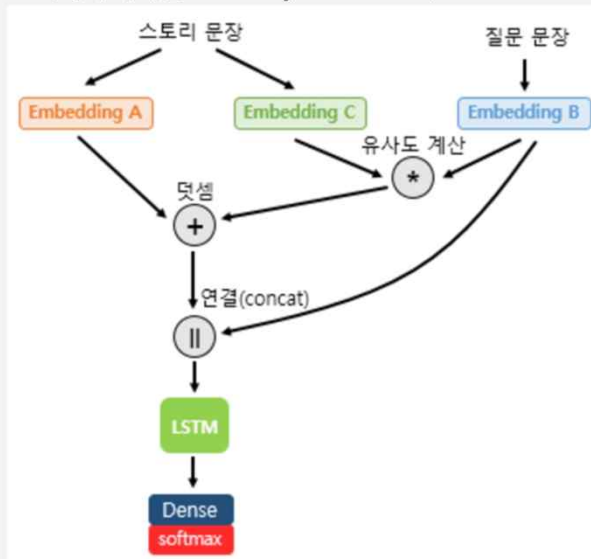 스토리 문장
질문 문장
Embedding A
Embedding C
Embedding B
유사도 계산
*
덧셈
+
연결(concat)
||
LSTM
Dense
softmax